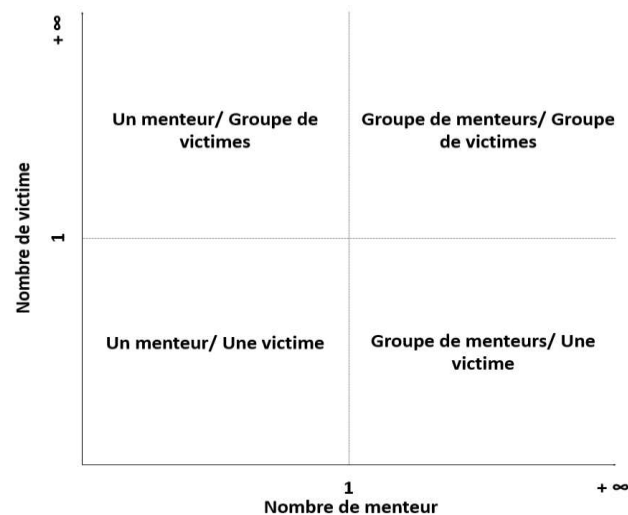 + ∞
Un menteur/ Groupe de
victimes
Groupe de menteurs/ Groupe
de victimes
Nombre de victime
1
Un menteur/ Une victime
Groupe de menteurs/ Une
victime
1
+ ∞
Nombre de menteur